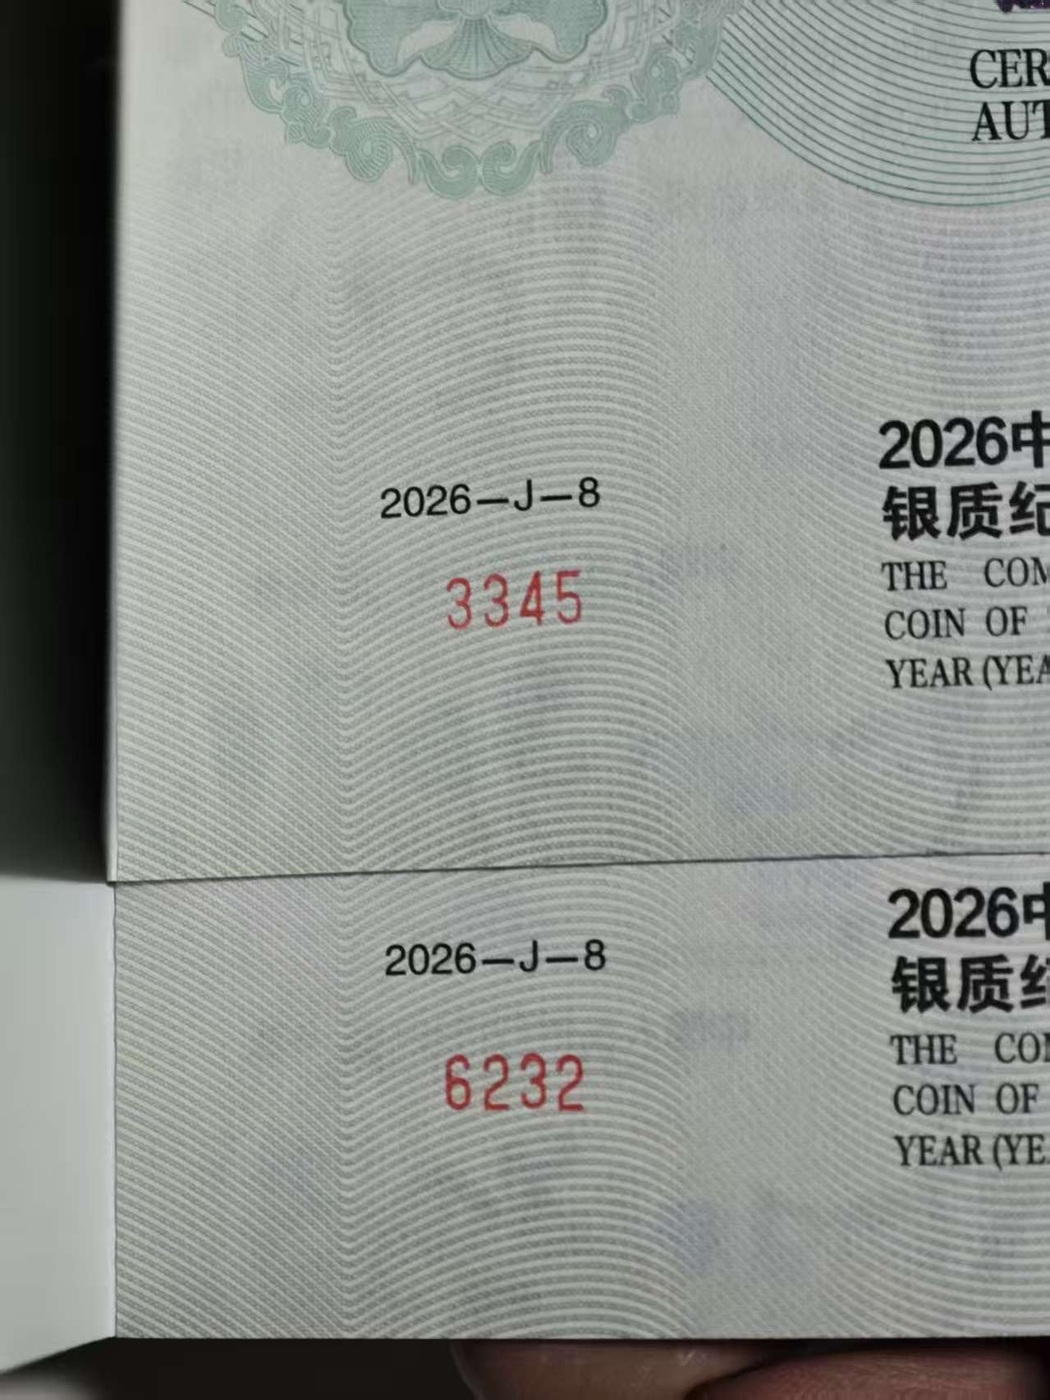 CER
AUT
2026中
银质纪
2026-J-8
THE COM
3345
COIN OF
YEAR (YEA
2026中
银质纪
2026-J-8
THE COM
6232
COIN OF
YEAR (YE